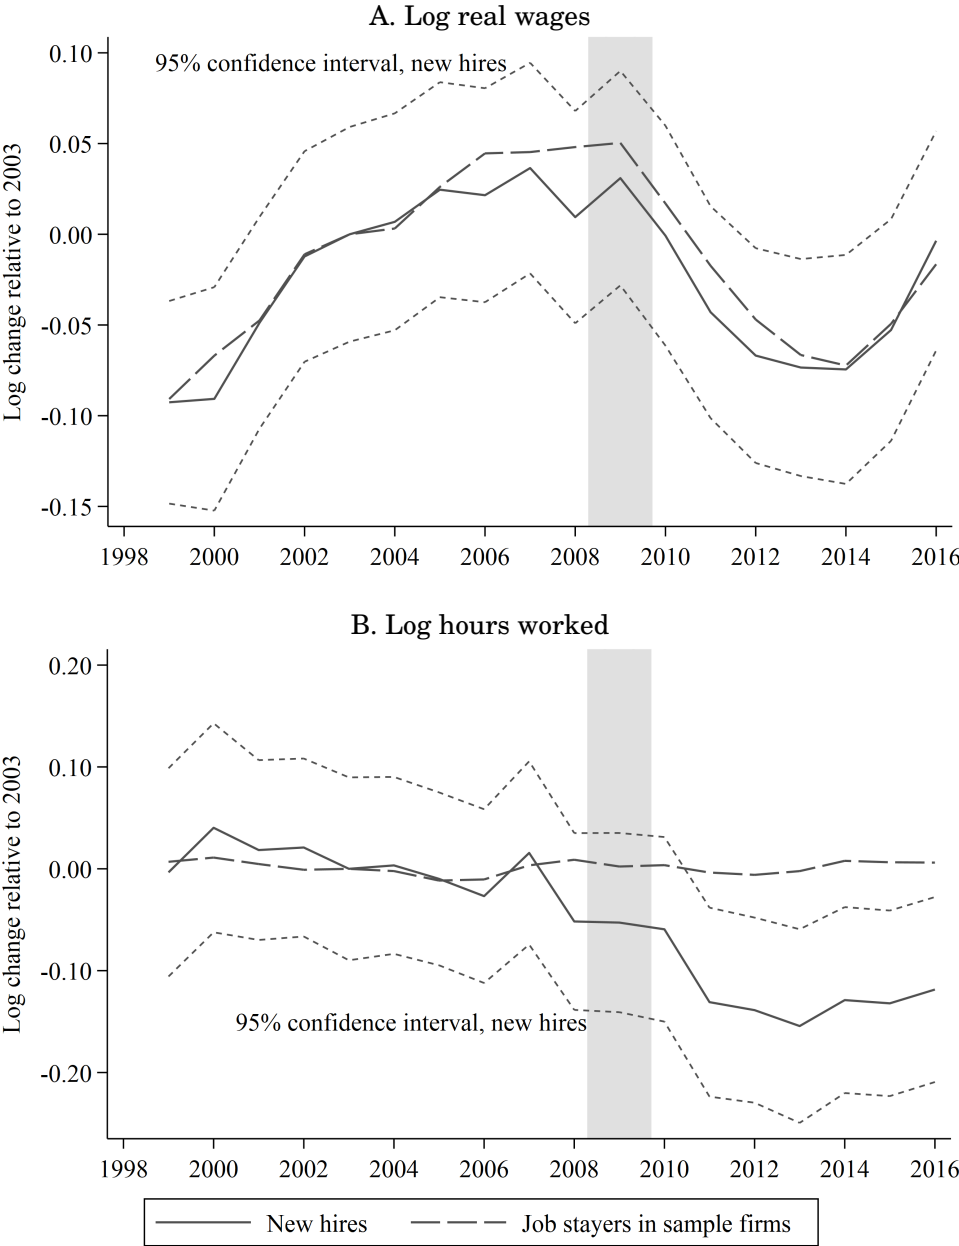 A. Log real wages
Log change relative to 2003
0.10
0.05
0.00
-0.05
-0.10
-0.15
95% confidence interval, new hires
1998 2000 2002 2004 2006 2008 2010 2012 2014 2016
B. Log hours worked
Log change relative to 2003
0.20
0.10
0.00
-0.10
-0.20
95% confidence interval, new hires
1998 2000 2002 2004 2006 2008 2010 2012 2014 2016
New hires Job stayers in sample firms